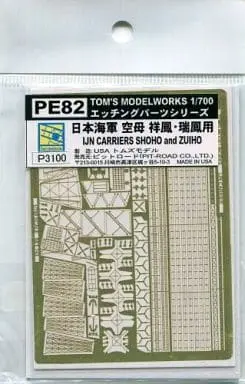 PE82
TOM'S MODELWORKS 1/700
エッチングパーツシリーズ
日本海軍 空母 祥鳳・瑞鳳用
IJN CARRIERS SHOHO and ZUIHO
P3100
製造:USA トムズモデル
発売元:ピットロード(PIT-ROAD CO.,LTD.)
MADE IN USA